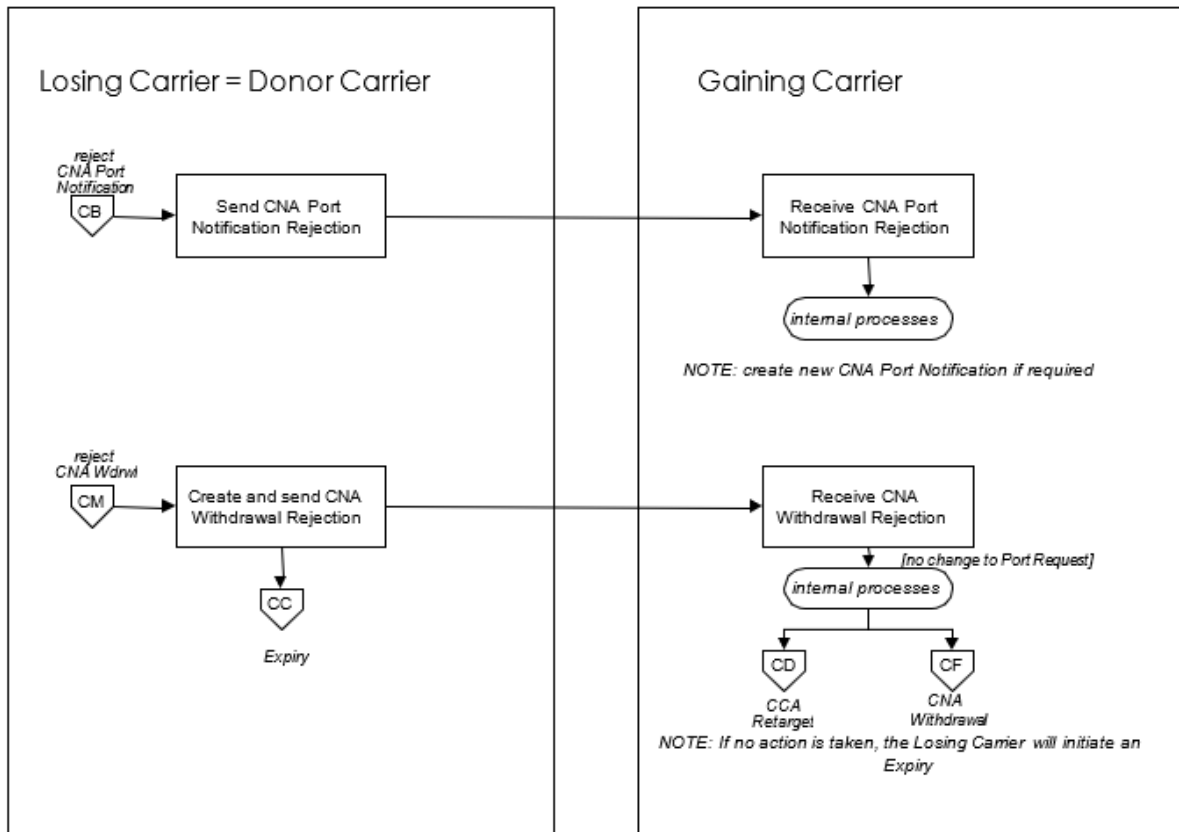 Losing Carrier = Donor Carrier
Gaining Carrier
reject
CNA Port
Notification
CB
Send CNA Port
Notification Rejection
Receive CNA Port
Notification Rejection
internal processes
NOTE: create new CNA Port Notification if required
reject
CNA Wdrwl
CM
Create and send CNA
Withdrawal Rejection
Receive CNA
Withdrawal Rejection
[no change to Port Request]
CC
internal processes
Expiry
CD
CF
CCA
Retarget
CNA
Withdrawal
NOTE: If no action is taken, the Losing Carrier will initiate an
Expiry